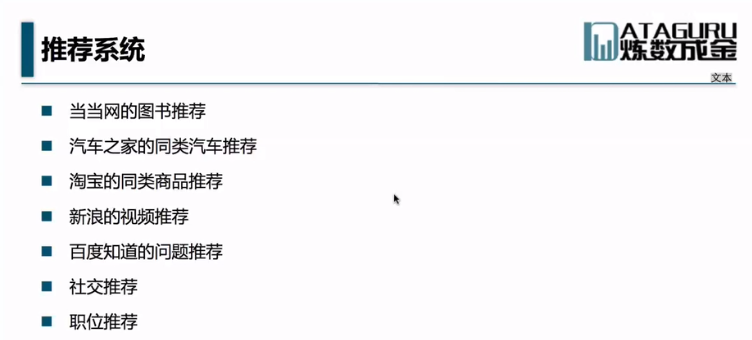 推荐系统
DATAGURU
炼数成金
文本
当当网的图书推荐
汽车之家的同类汽车推荐
淘宝的同类商品推荐
新浪的视频推荐
百度知道的问题推荐
社交推荐
职位推荐